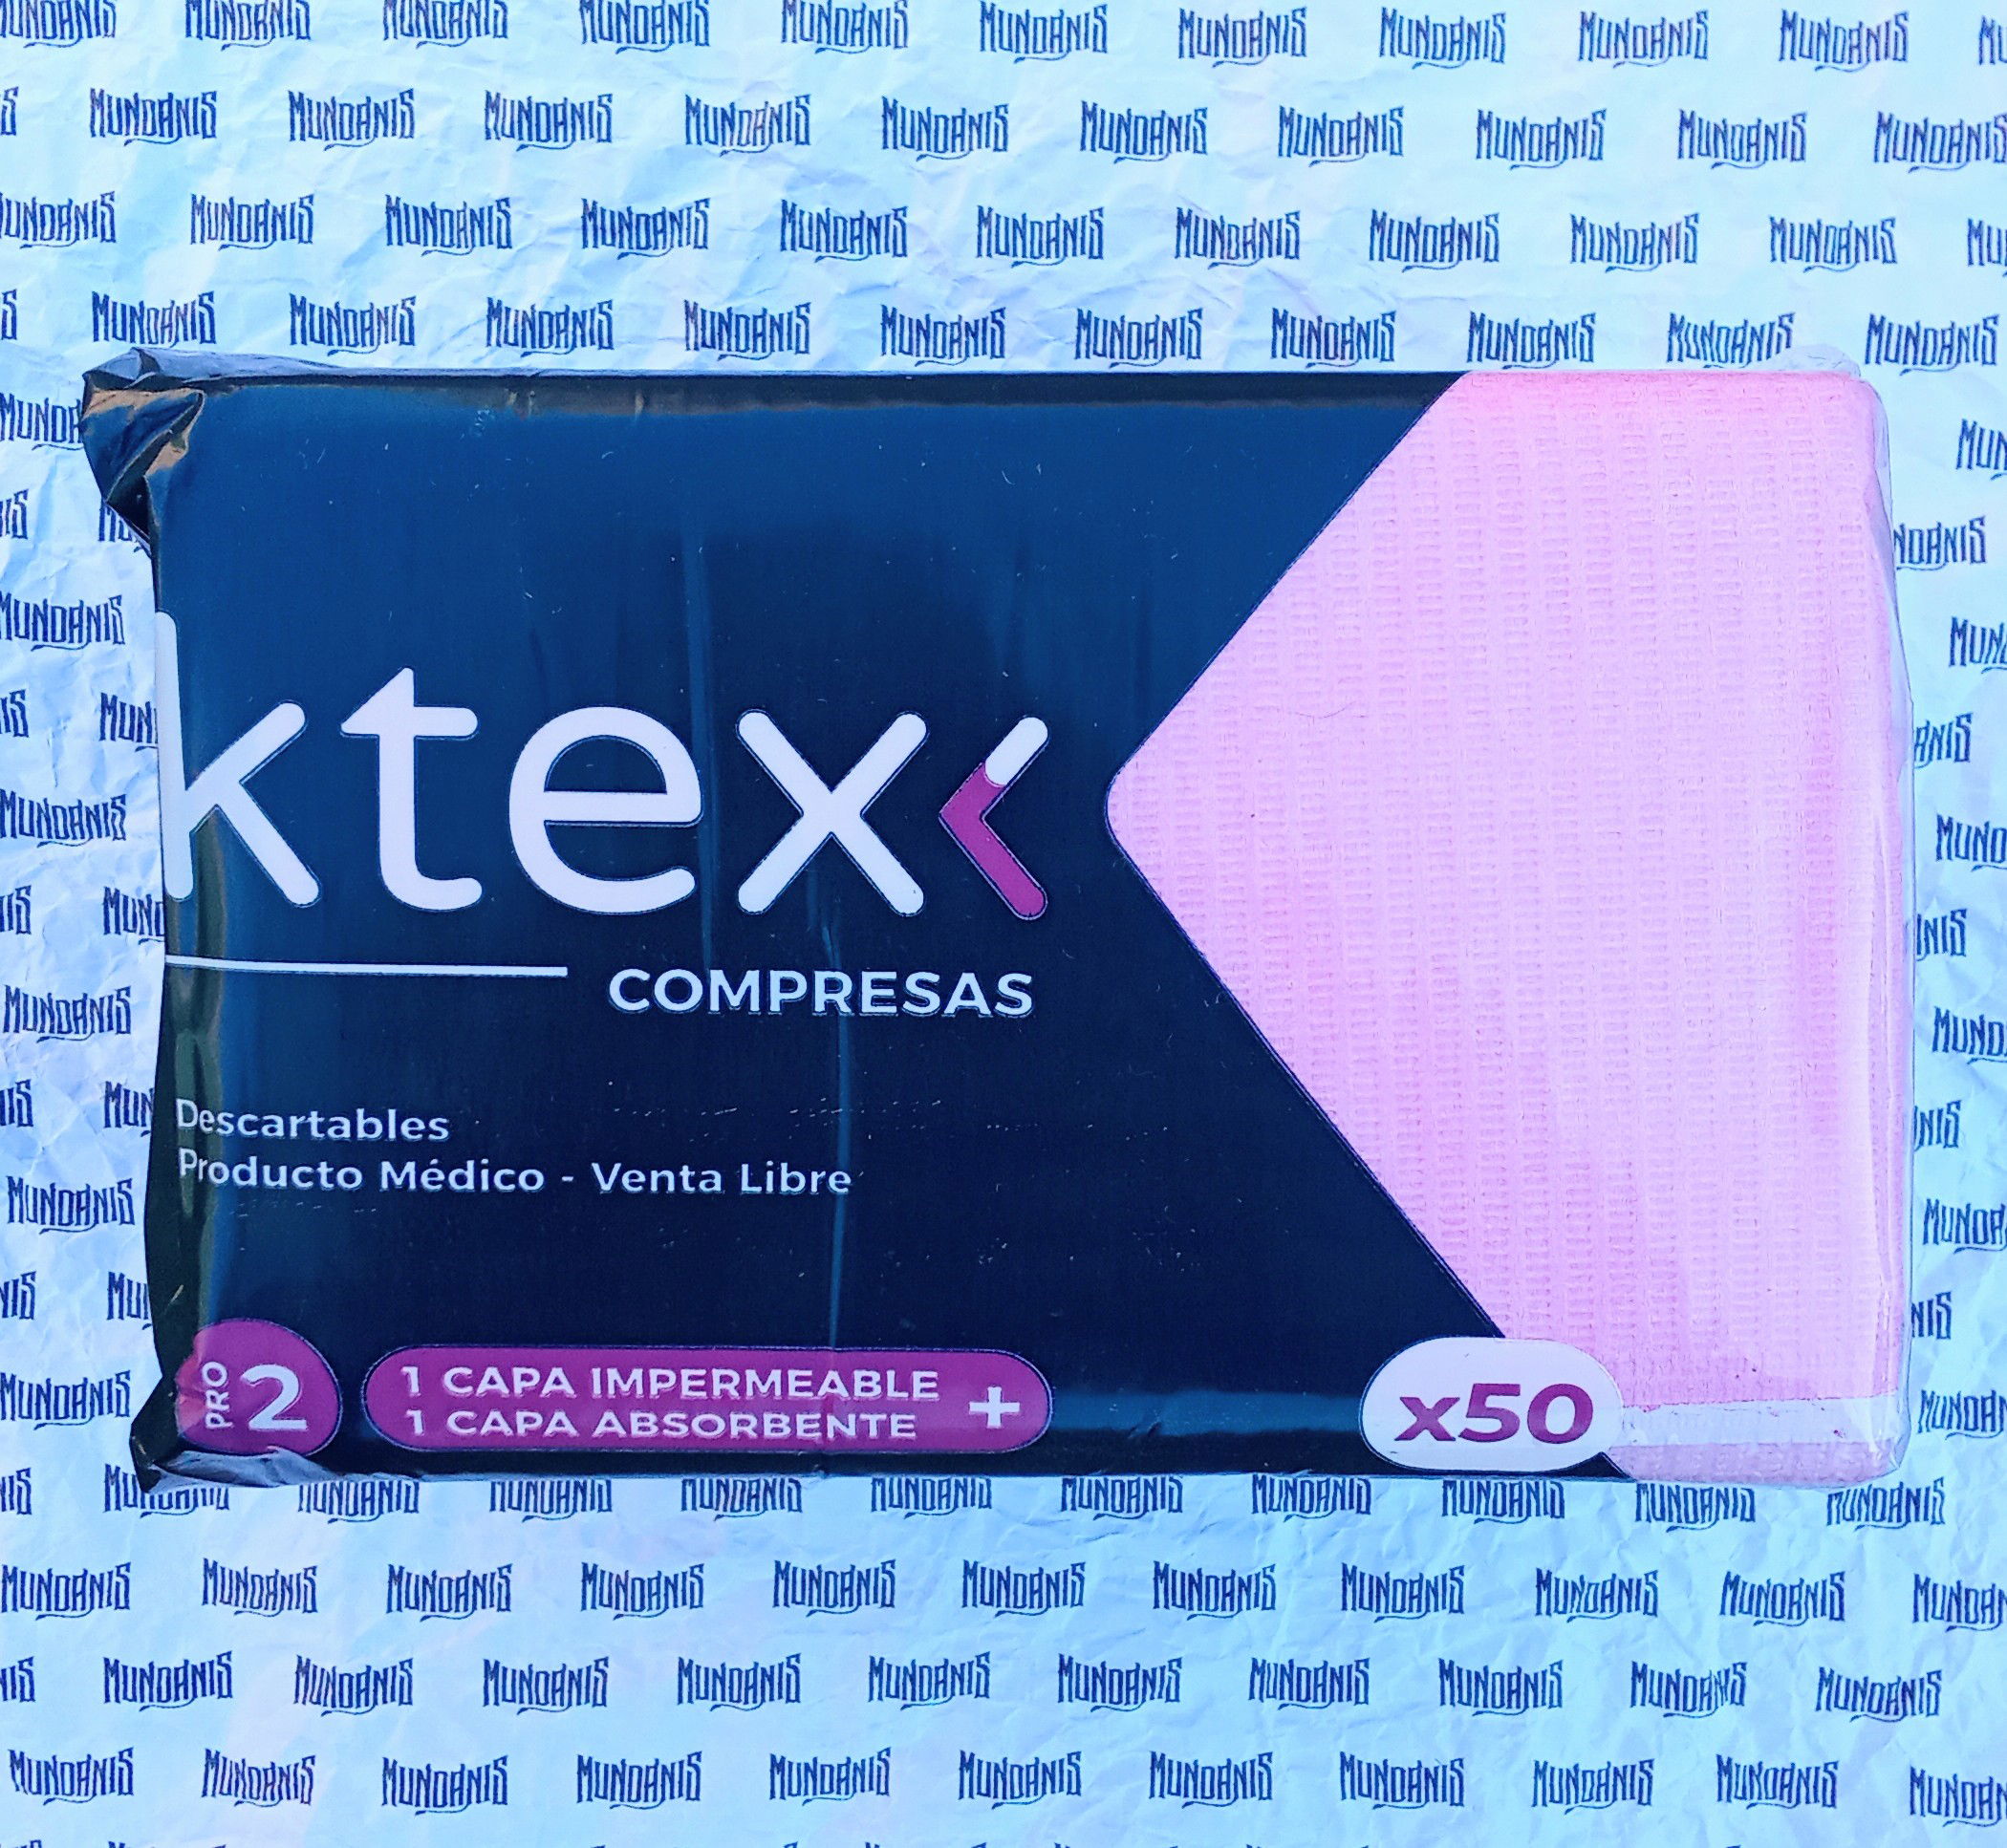 MUNDANIS
ktex
COMPRESAS
Descartables
Producto Médico - Venta Libre
PRO 2
1 CAPA IMPERMEABLE +
1 CAPA ABSORBENTE
x50